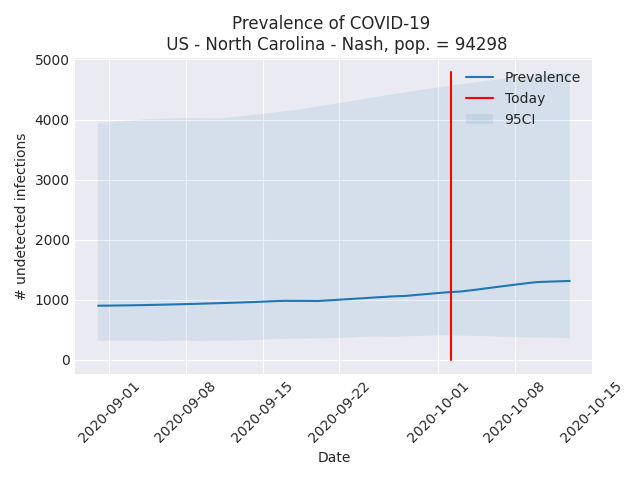 Prevalence of COVID-19
US - North Carolina - Nash, pop. = 94298
5000
4000
3000
2000
1000
0
# undetected infections
Prevalence
Today
95CI
2020-09-01
2020-09-08
2020-09-15
2020-09-22
2020-10-01
2020-10-08
2020-10-15
Date